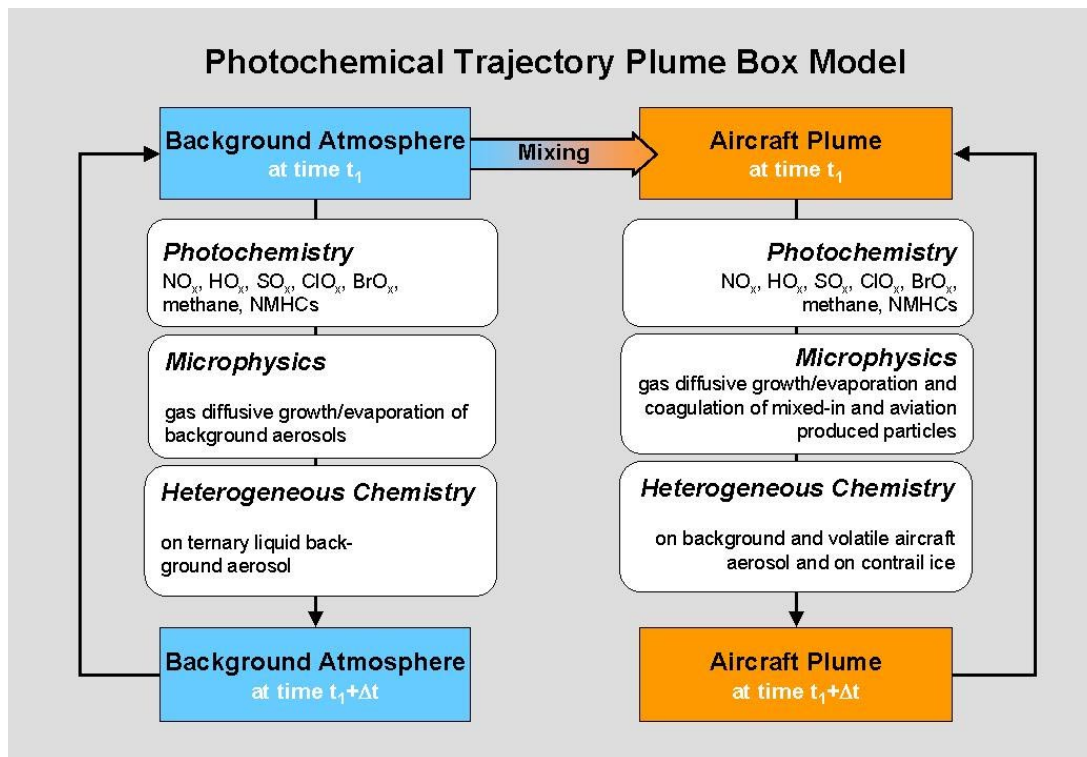 Photochemical Trajectory Plume Box Model
Background Atmosphere
at time t₁
Mixing
Aircraft Plume
at time t₁
Photochemistry
NOₓ, HOₓ, SOₓ, ClOₓ, BrOₓ,
methane, NMHCs
Microphysics
gas diffusive growth/evaporation of
background aerosols
Heterogeneous Chemistry
on ternary liquid back-
ground aerosol
Background Atmosphere
at time t₁+Δt
Photochemistry
NOₓ, HOₓ, SOₓ, ClOₓ, BrOₓ,
methane, NMHCs
Microphysics
gas diffusive growth/evaporation and
coagulation of mixed-in and aviation
produced particles
Heterogeneous Chemistry
on background and volatile aircraft
aerosol and on contrail ice
Aircraft Plume
at time t₁+Δt